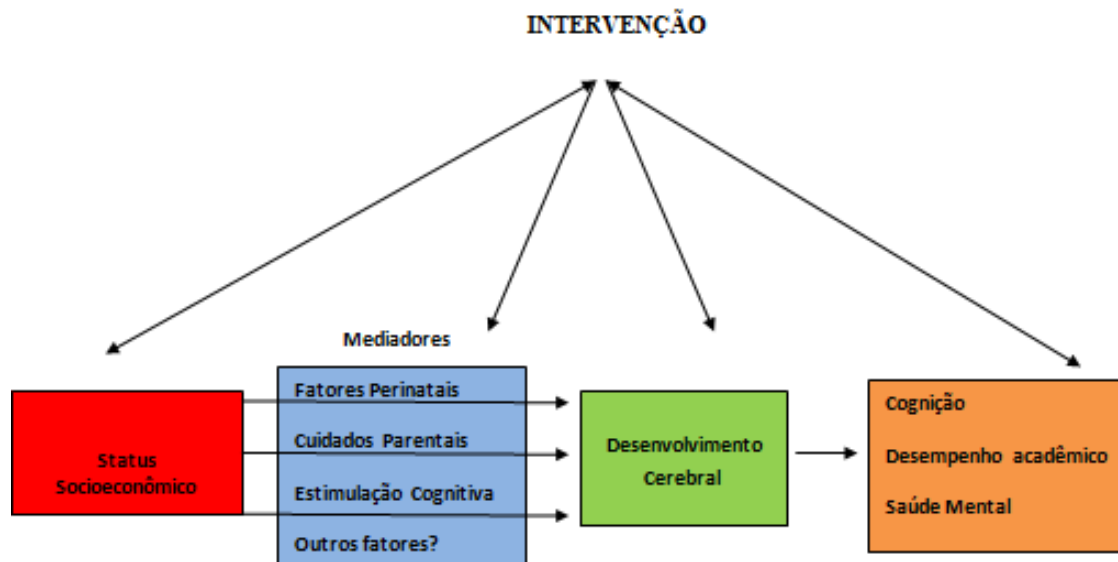 INTERVENÇÃO
Mediadores
Status
Socioeconômico
Fatores Perinatais
Cuidados Parentais
Estimulação Cognitiva
Outros fatores?
Desenvolvimento
Cerebral
Cognição
Desempenho acadêmico
Saúde Mental